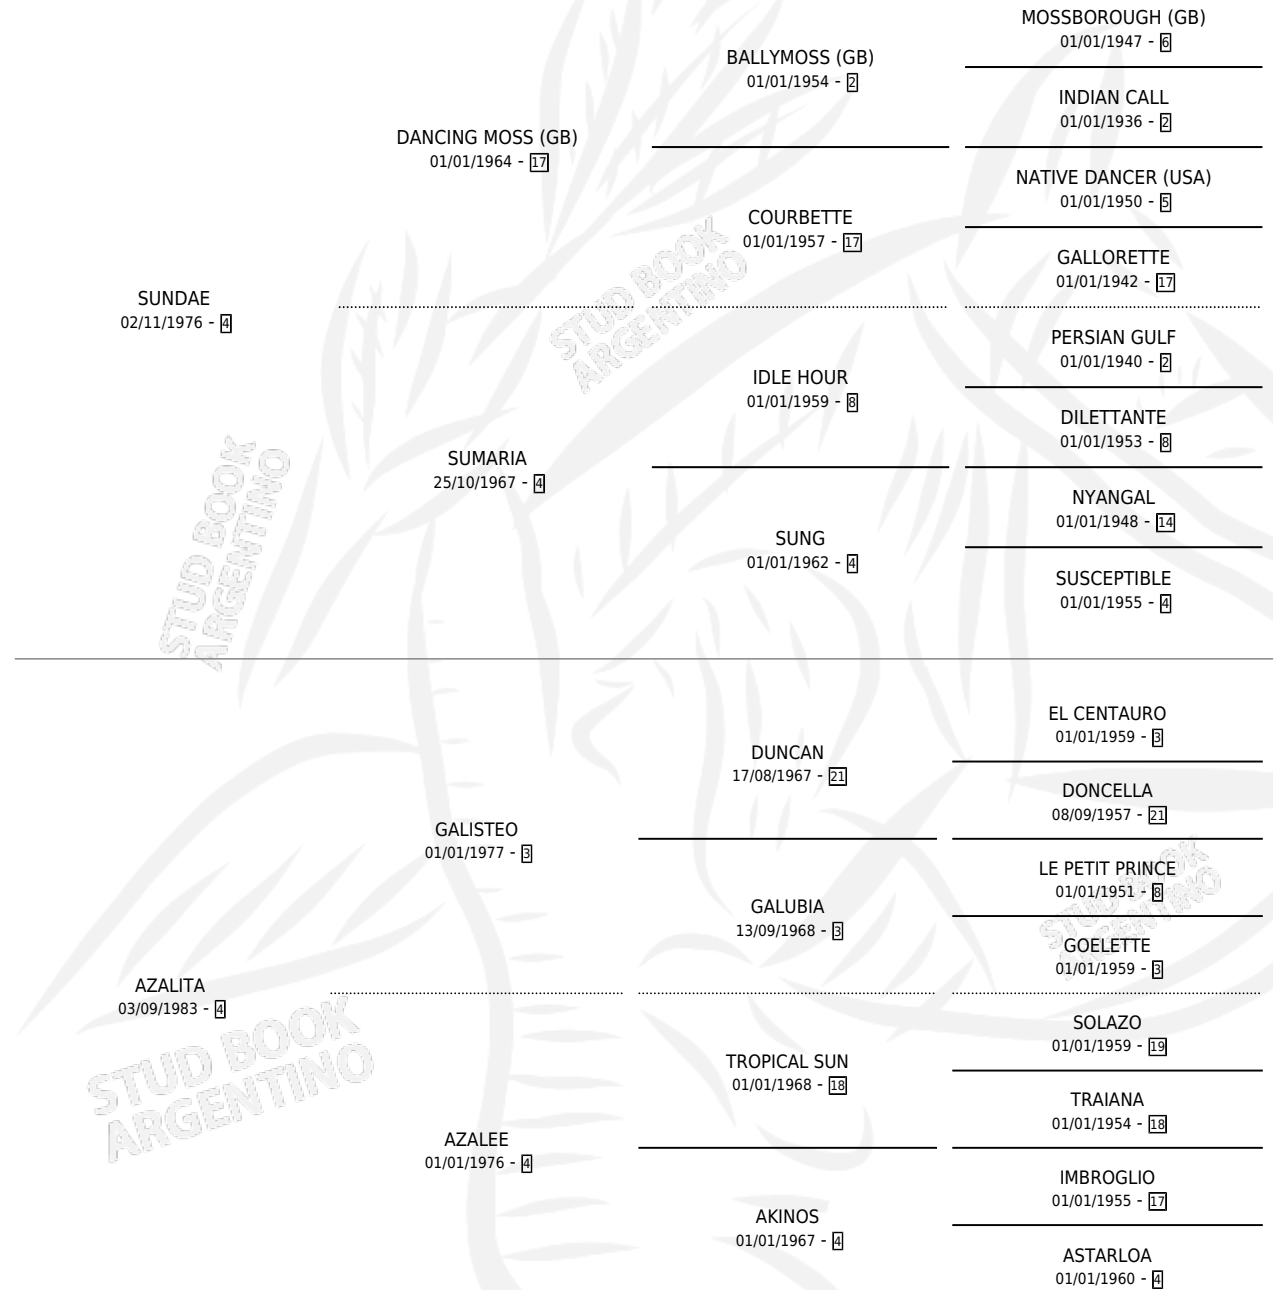 MOSSBOROUGH (GB)
01/01/1947 - 6
BALLYMOSS (GB)
01/01/1954 - 2
INDIAN CALL
01/01/1936 - 2
DANCING MOSS (GB)
01/01/1964 - 17
NATIVE DANCER (USA)
01/01/1950 - 5
COURBETTE
01/01/1957 - 17
GALLORETTE
01/01/1942 - 17
SUNDAE
02/11/1976 - 4
PERSIAN GULF
01/01/1940 - 2
IDLE HOUR
01/01/1959 - 8
DILETTANTE
01/01/1953 - 8
SUMARIA
25/10/1967 - 4
NYANGAL
01/01/1948 - 14
SUNG
01/01/1962 - 4
SUSCEPTIBLE
01/01/1955 - 4
EL CENTAURO
01/01/1959 - 3
DUNCAN
17/08/1967 - 21
DONCELLA
08/09/1957 - 21
GALISTEO
01/01/1977 - 3
LE PETIT PRINCE
01/01/1951 - 8
GALUBIA
13/09/1968 - 3
GOELETTE
01/01/1959 - 3
AZALITA
03/09/1983 - 4
SOLAZO
01/01/1959 - 19
TROPICAL SUN
01/01/1968 - 18
TRAIANA
01/01/1954 - 18
AZALEE
01/01/1976 - 4
IMBROGLIO
01/01/1955 - 17
AKINOS
01/01/1967 - 4
ASTARLOA
01/01/1960 - 4
STUD BOOK
ARGENTINO
STUD BOOK
ARGENTINO
STUD BOOK
ARGENTINO
STUD BOOK
ARGENTINO